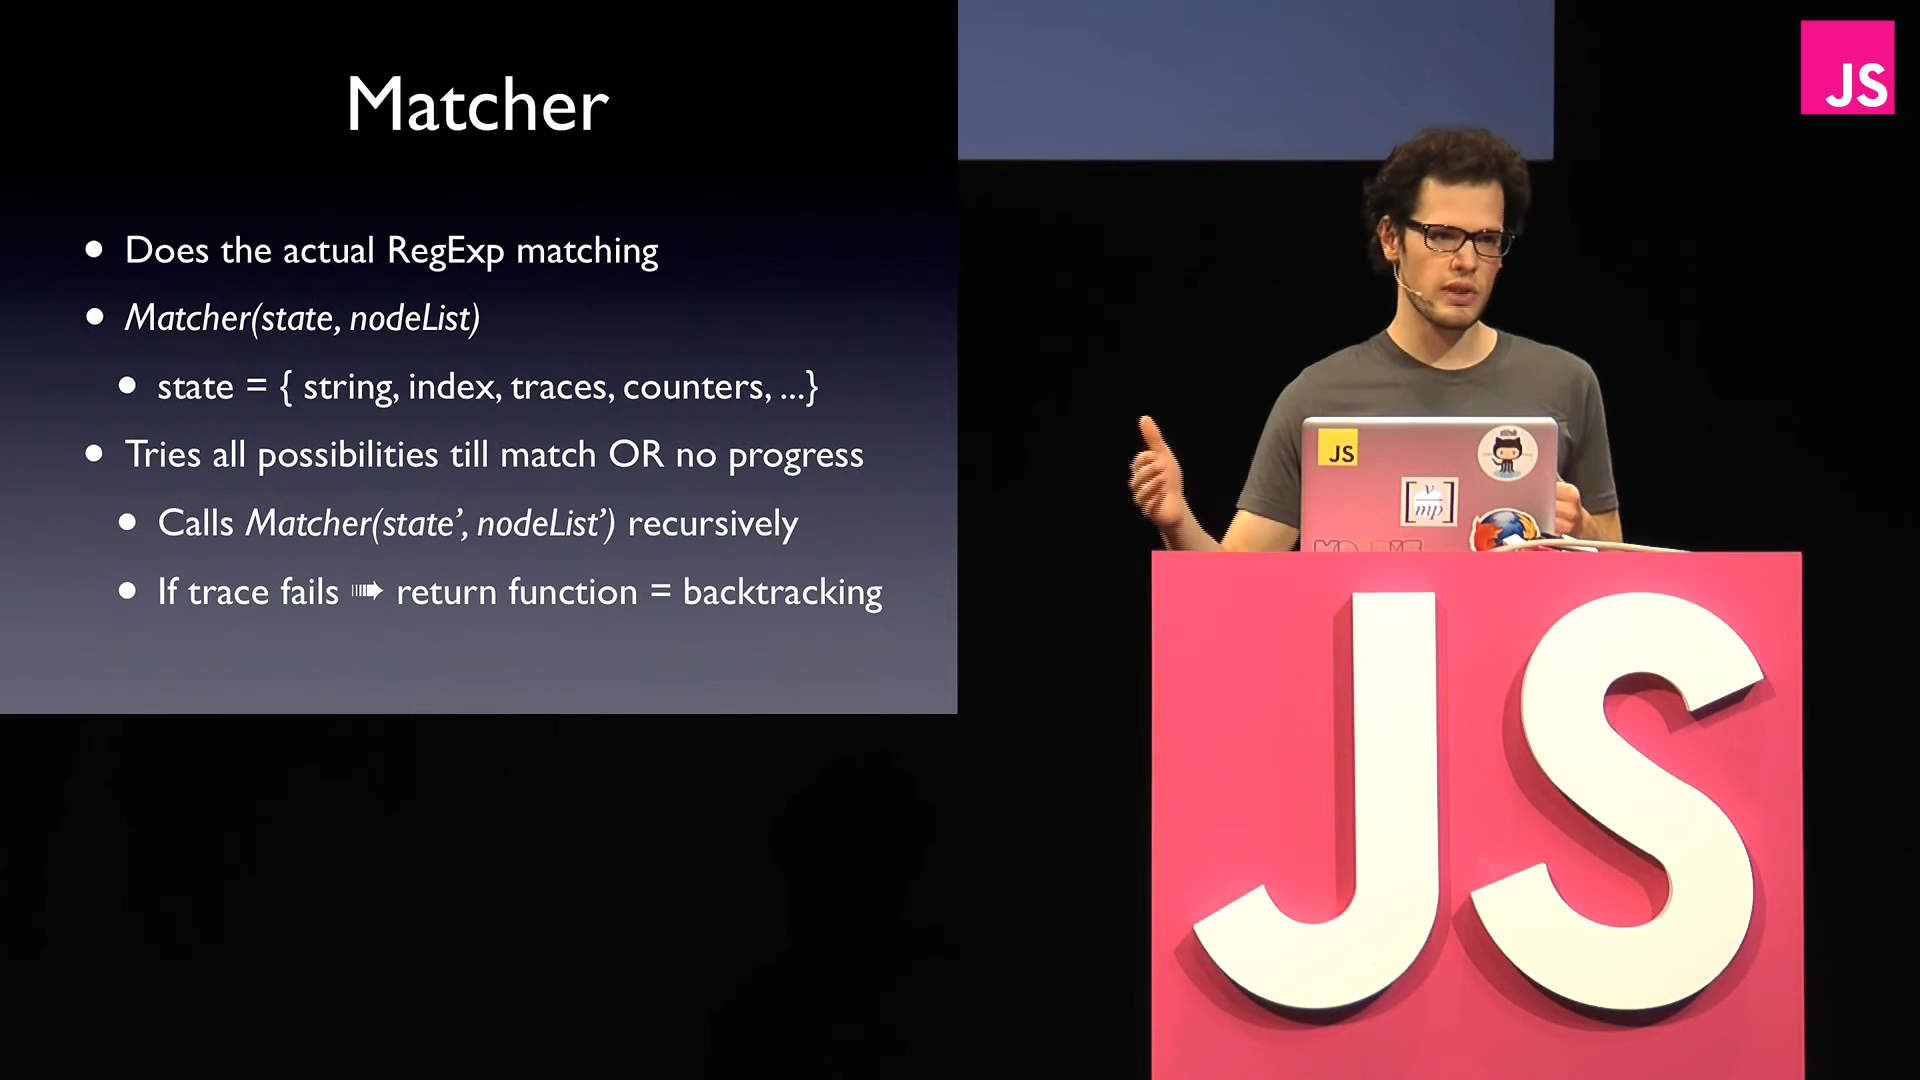 Matcher
• Does the actual RegExp matching
• Matcher(state, nodeList)
• state = { string, index, traces, counters, ...}
• Tries all possibilities till match OR no progress
• Calls Matcher(state’, nodeList’) recursively
• If trace fails ➠ return function = backtracking
JS
JS
v
mp
JS